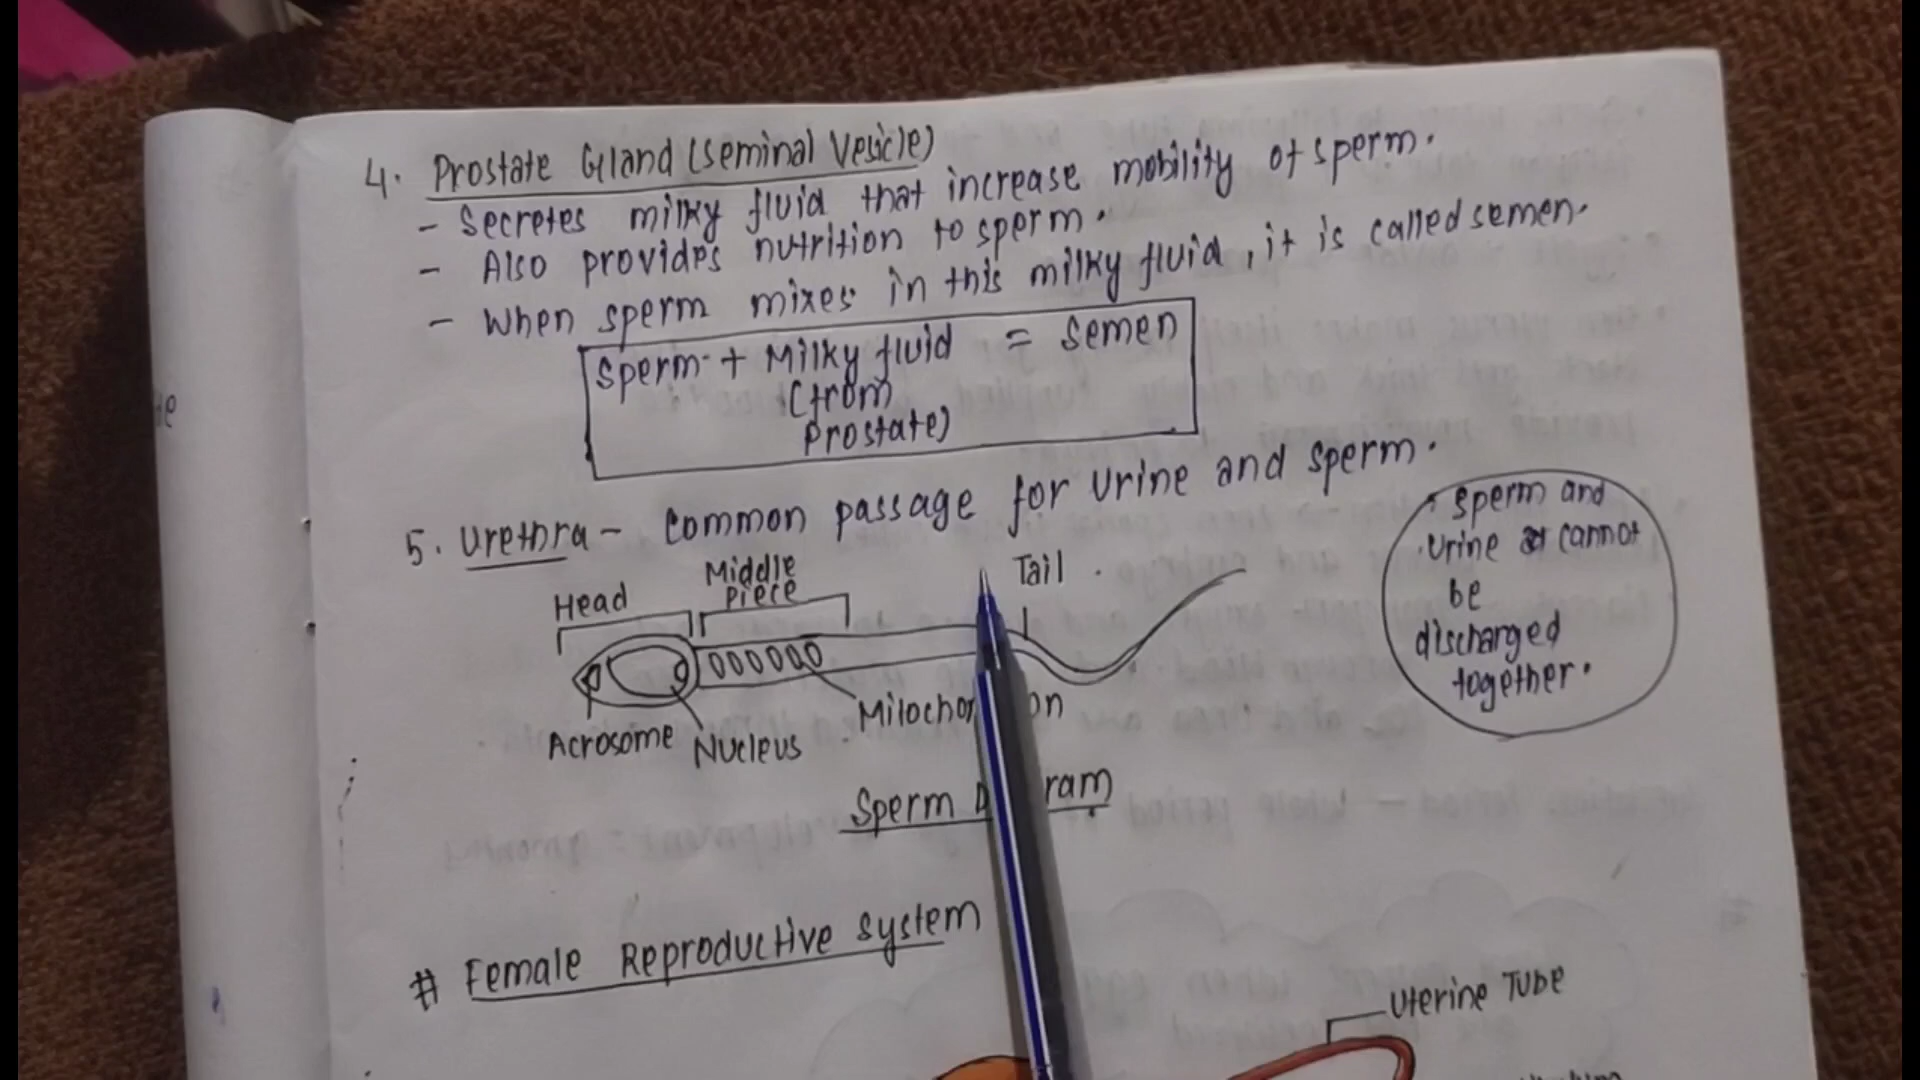 4. Prostate Gland (Seminal Vesicle)
- Secretes milky fluid that increase mobility of sperm.
- Also provides nutrition to sperm.
- When sperm mixes in this milky fluid, it is called semen.
Sperm + Milky fluid = Semen
(from
Prostate)
5. Urethra - Common passage for Urine and sperm.
Sperm and
Urine cannot
be
discharged
together.
Head
Middle
Piece
Tail
Acrosome
Nucleus
Sperm
# Female Reproductive System
Uterine Tube